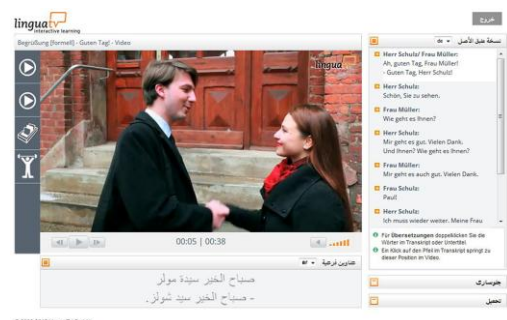 linguatv
interactive learning
خروج
Begrüßung [formell] - Guten Tag! - Video
lingua
00:05 | 00:38
عناوين فرعية
ar
صباح الخير سيدة مولر
- صباح الخير سيد شولز.
نسخة طبق الأصل
de
Herr Schulz/ Frau Müller:
Ah, guten Tag, Frau Müller!
- Guten Tag, Herr Schulz!
Herr Schulz:
Schön, Sie zu sehen.
Frau Müller:
Wie geht es Ihnen?
Herr Schulz:
Mir geht es gut. Vielen Dank.
Und Ihnen? Wie geht es Ihnen?
Frau Müller:
Mir geht es auch gut. Vielen Dank.
Frau Schulz:
Paul!
Herr Schulz:
Ich muss wieder weiter. Meine Frau
Für Übersetzungen doppelklicken Sie die
Wörter im Transkript oder Untertitel.
Ein Klick auf den Pfeil im Transkript springt zu
dieser Position im Video.
جلوساري
تحميل